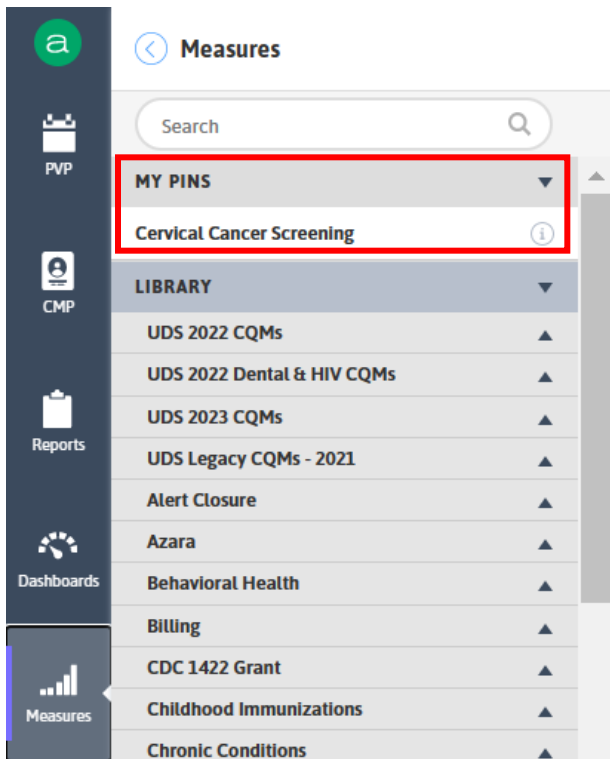 a
Measures
Search
PVP
MY PINS
Cervical Cancer Screening
i
CMP
LIBRARY
UDS 2022 CQMs
UDS 2022 Dental & HIV CQMs
UDS 2023 CQMs
Reports
UDS Legacy CQMs - 2021
Alert Closure
Azara
Dashboards
Behavioral Health
Billing
CDC 1422 Grant
Measures
Childhood Immunizations
Chronic Conditions